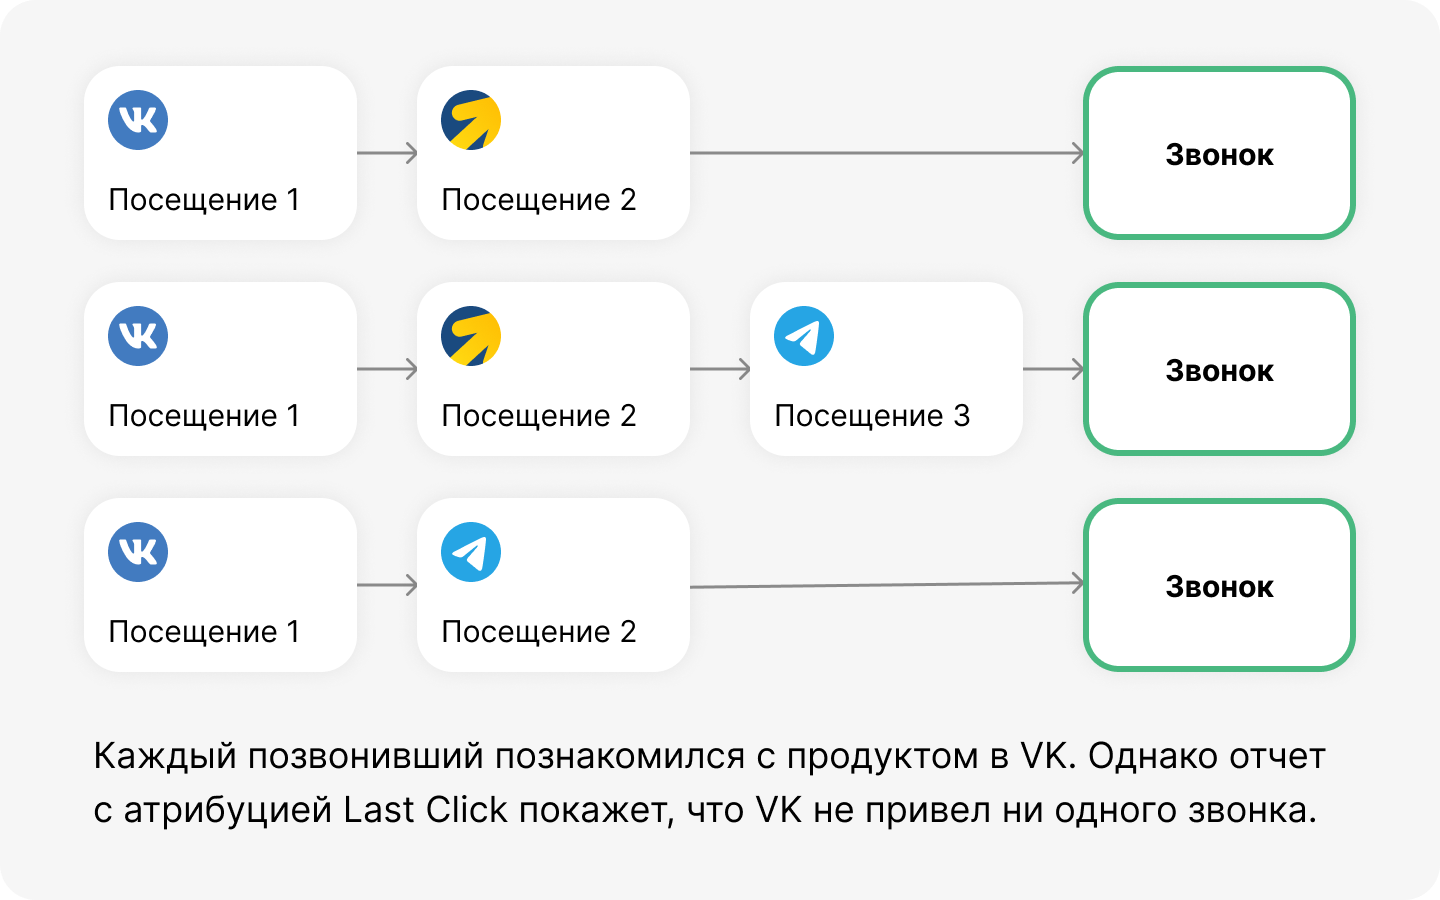 Посещение 1
Посещение 2
Звонок
Посещение 1
Посещение 2
Посещение 3
Звонок
Посещение 1
Посещение 2
Звонок
Каждый позвонивший познакомился с продуктом в VK. Однако отчет
с атрибуцией Last Click покажет, что VK не привел ни одного звонка.